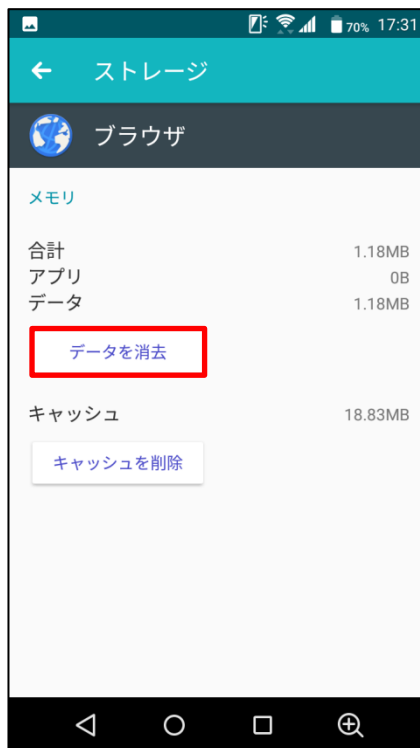 70% 17:31
ストレージ
ブラウザ
メモリ
合計 1.18MB
アプリ 0B
データ 1.18MB
データを消去
キャッシュ 18.83MB
キャッシュを削除